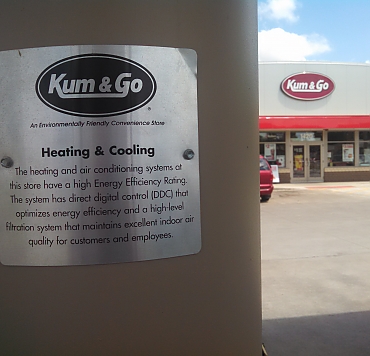 Kum & Go
®
An Environmentally Friendly Convenience Store
Heating & Cooling
The heating and air conditioning systems at
this store have a high Energy Efficiency Rating.
The system has direct digital control (DDC) that
optimizes energy efficiency and a high-level
filtration system that maintains excellent indoor air
quality for customers and employees.
Kum & Go